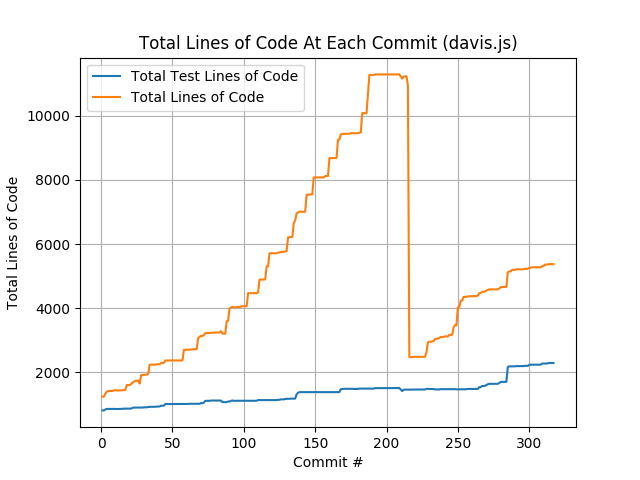 Total Lines of Code At Each Commit (davis.js)
Total Test Lines of Code
Total Lines of Code
Total Lines of Code
10000
8000
6000
4000
2000
0 50 100 150 200 250 300
Commit #